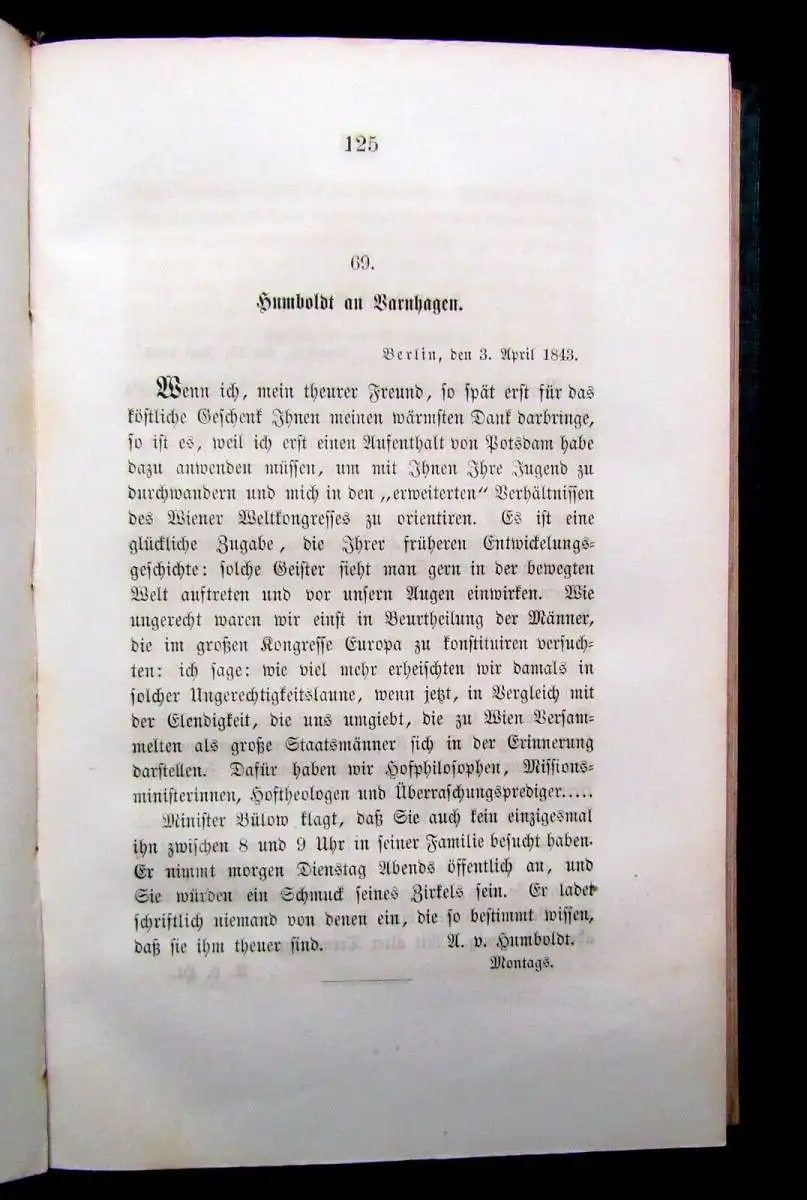 125
69.
Humboldt an Varnhagen.
Berlin, den 3. April 1843.
Wenn ich, mein theurer Freund, so spät erst für das
köstliche Geschenk Ihnen meinen wärmsten Dank darbringe,
so ist es, weil ich erst einen Aufenthalt von Potsdam habe
dazu anwenden müssen, um mit Ihnen Ihre Jugend zu
durchwandern und mich in den „erweiterten“ Verhältnissen
des Wiener Weltkongresses zu orientiren. Es ist eine
glückliche Zugabe, die Ihrer früheren Entwickelungs-
geschichte: solche Geister sieht man gern in der bewegten
Welt auftreten und vor unsern Augen einwirken. Wie
ungerecht waren wir einst in Beurtheilung der Männer,
die im großen Kongresse Europa zu konstituiren versuch-
ten: ich sage: wie viel mehr erheischten wir damals in
solcher Ungerechtigkeitslaune, wenn jetzt, in Vergleich mit
der Elendigkeit, die uns umgiebt, die zu Wien Versam-
melten als große Staatsmänner sich in der Erinnerung
darstellen. Dafür haben wir Hofphilosophen, Missions-
ministerinnen, Hoftheologen und Überraschungsprediger.....
Minister Bülow klagt, daß Sie auch kein einzigesmal
ihn zwischen 8 und 9 Uhr in seiner Familie besucht haben.
Er nimmt morgen Dienstag Abends öffentlich an, und
Sie würden ein Schmuck seines Zirkels sein. Er ladet
schriftlich niemand von denen ein, die so bestimmt wissen,
daß sie ihm theuer sind. A. v. Humboldt.
Montags.